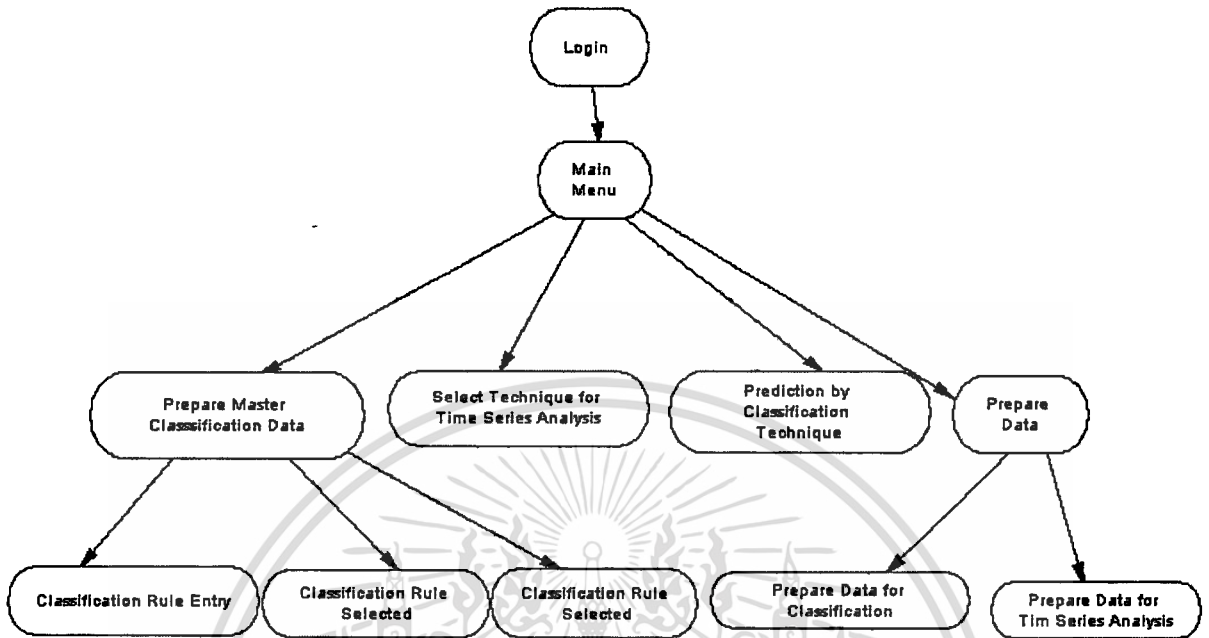 Login
Main
Menu
Prepare Master
Classsification Data
Select Technique for
Time Series Analysis
Prediction by
Classification
Technique
Prepare
Data
Classification Rule Entry
Classification Rule
Selected
Classification Rule
Selected
Prepare Data for
Classification
Prepare Data for
Tim Series Analysis